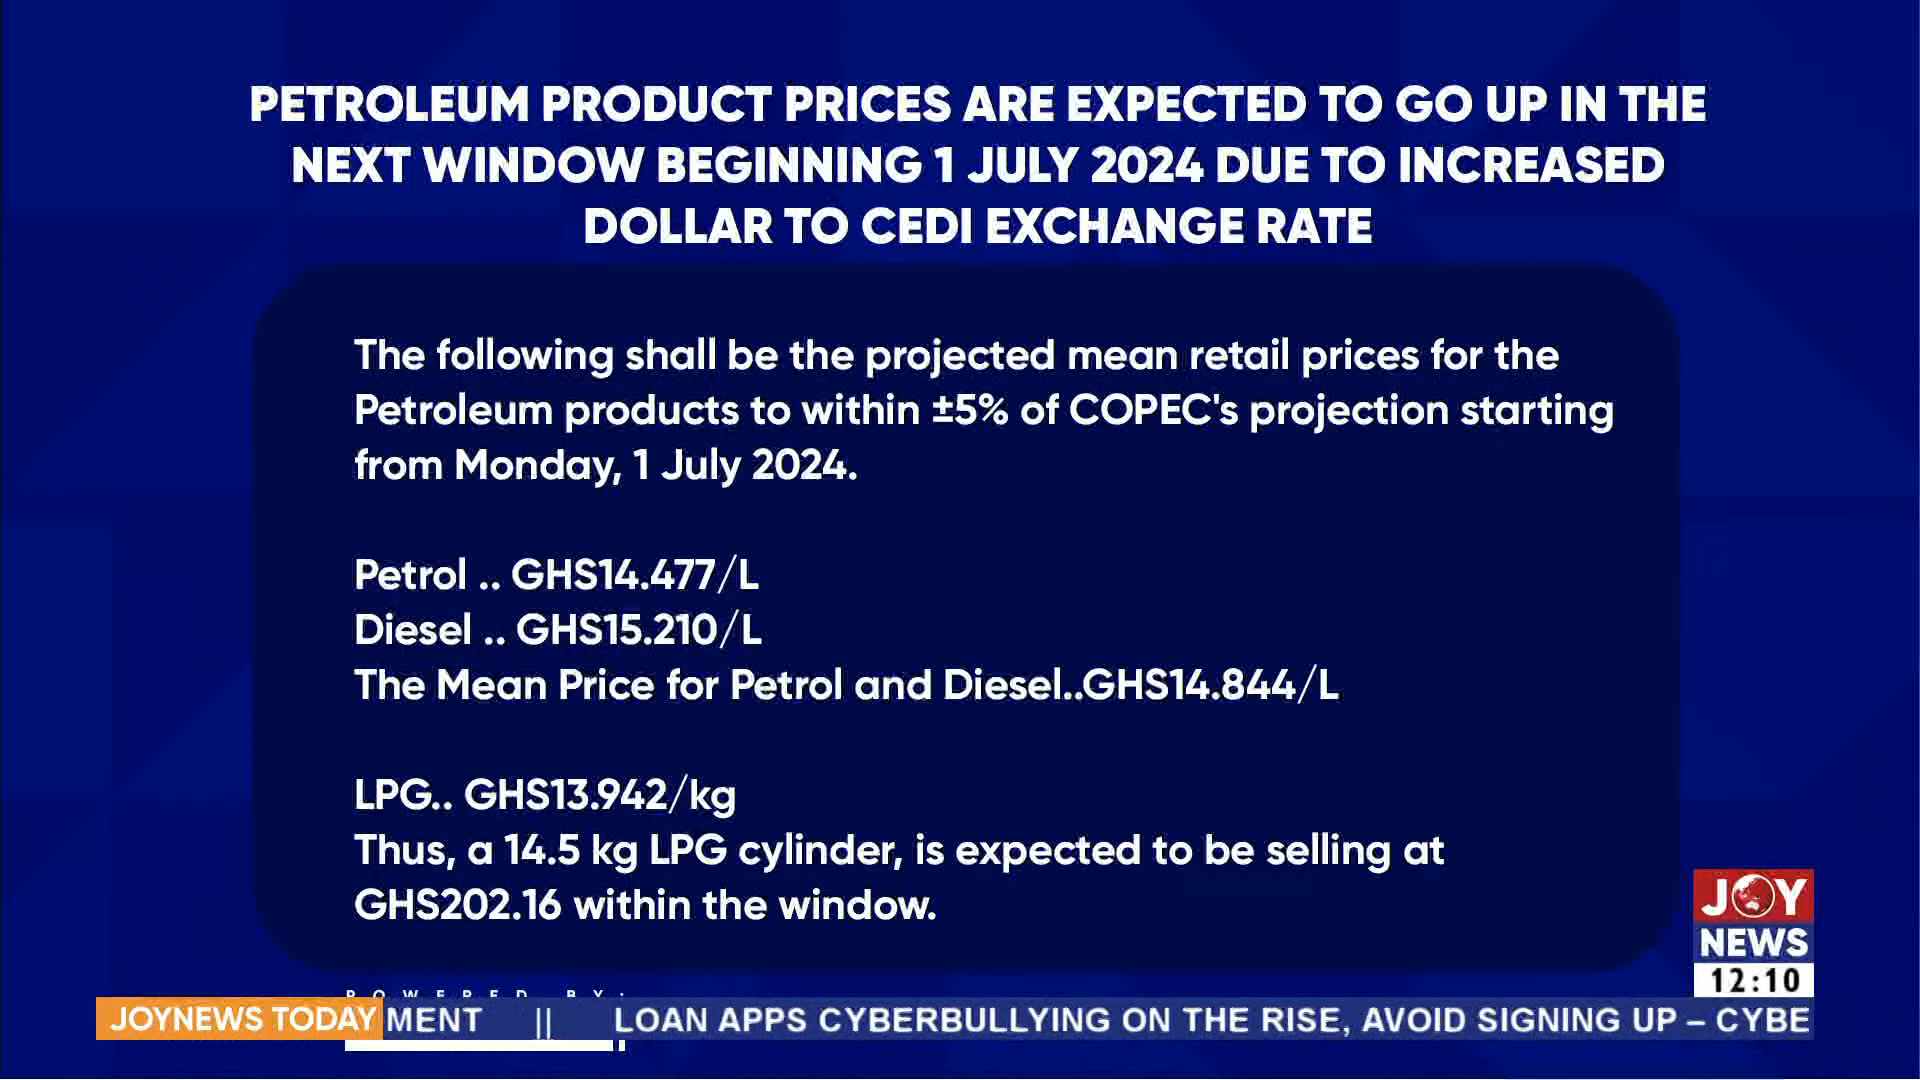 PETROLEUM PRODUCT PRICES ARE EXPECTED TO GO UP IN THE
NEXT WINDOW BEGINNING 1 JULY 2024 DUE TO INCREASED
DOLLAR TO CEDI EXCHANGE RATE
The following shall be the projected mean retail prices for the
Petroleum products to within ±5% of COPEC's projection starting
from Monday, 1 July 2024.
Petrol .. GHS14.477/L
Diesel .. GHS15.210/L
The Mean Price for Petrol and Diesel..GHS14.844/L
LPG.. GHS13.942/kg
Thus, a 14.5 kg LPG cylinder, is expected to be selling at
GHS202.16 within the window.
JOY
NEWS
12:10
POWERED BY:
JOYNEWS TODAY
MENT || LOAN APPS CYBERBULLYING ON THE RISE, AVOID SIGNING UP – CYBE